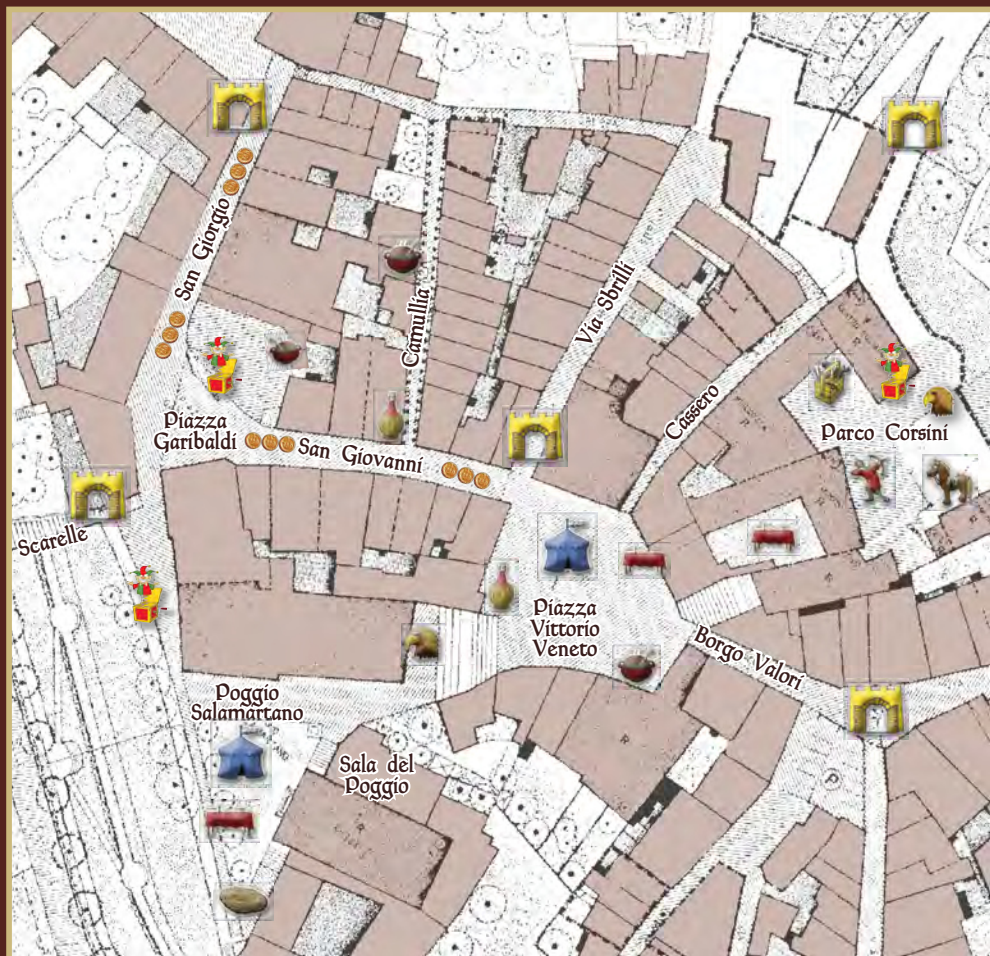 San Giorgio
Camullia
Via Sbrilli
Cassero
Piazza
Garibaldi
San Giovanni
Parco Corsini
Scarelle
Piazza
Vittorio
Veneto
Borgo Valori
Poggio
Salamartano
Sala del
Poggio
R
R
P